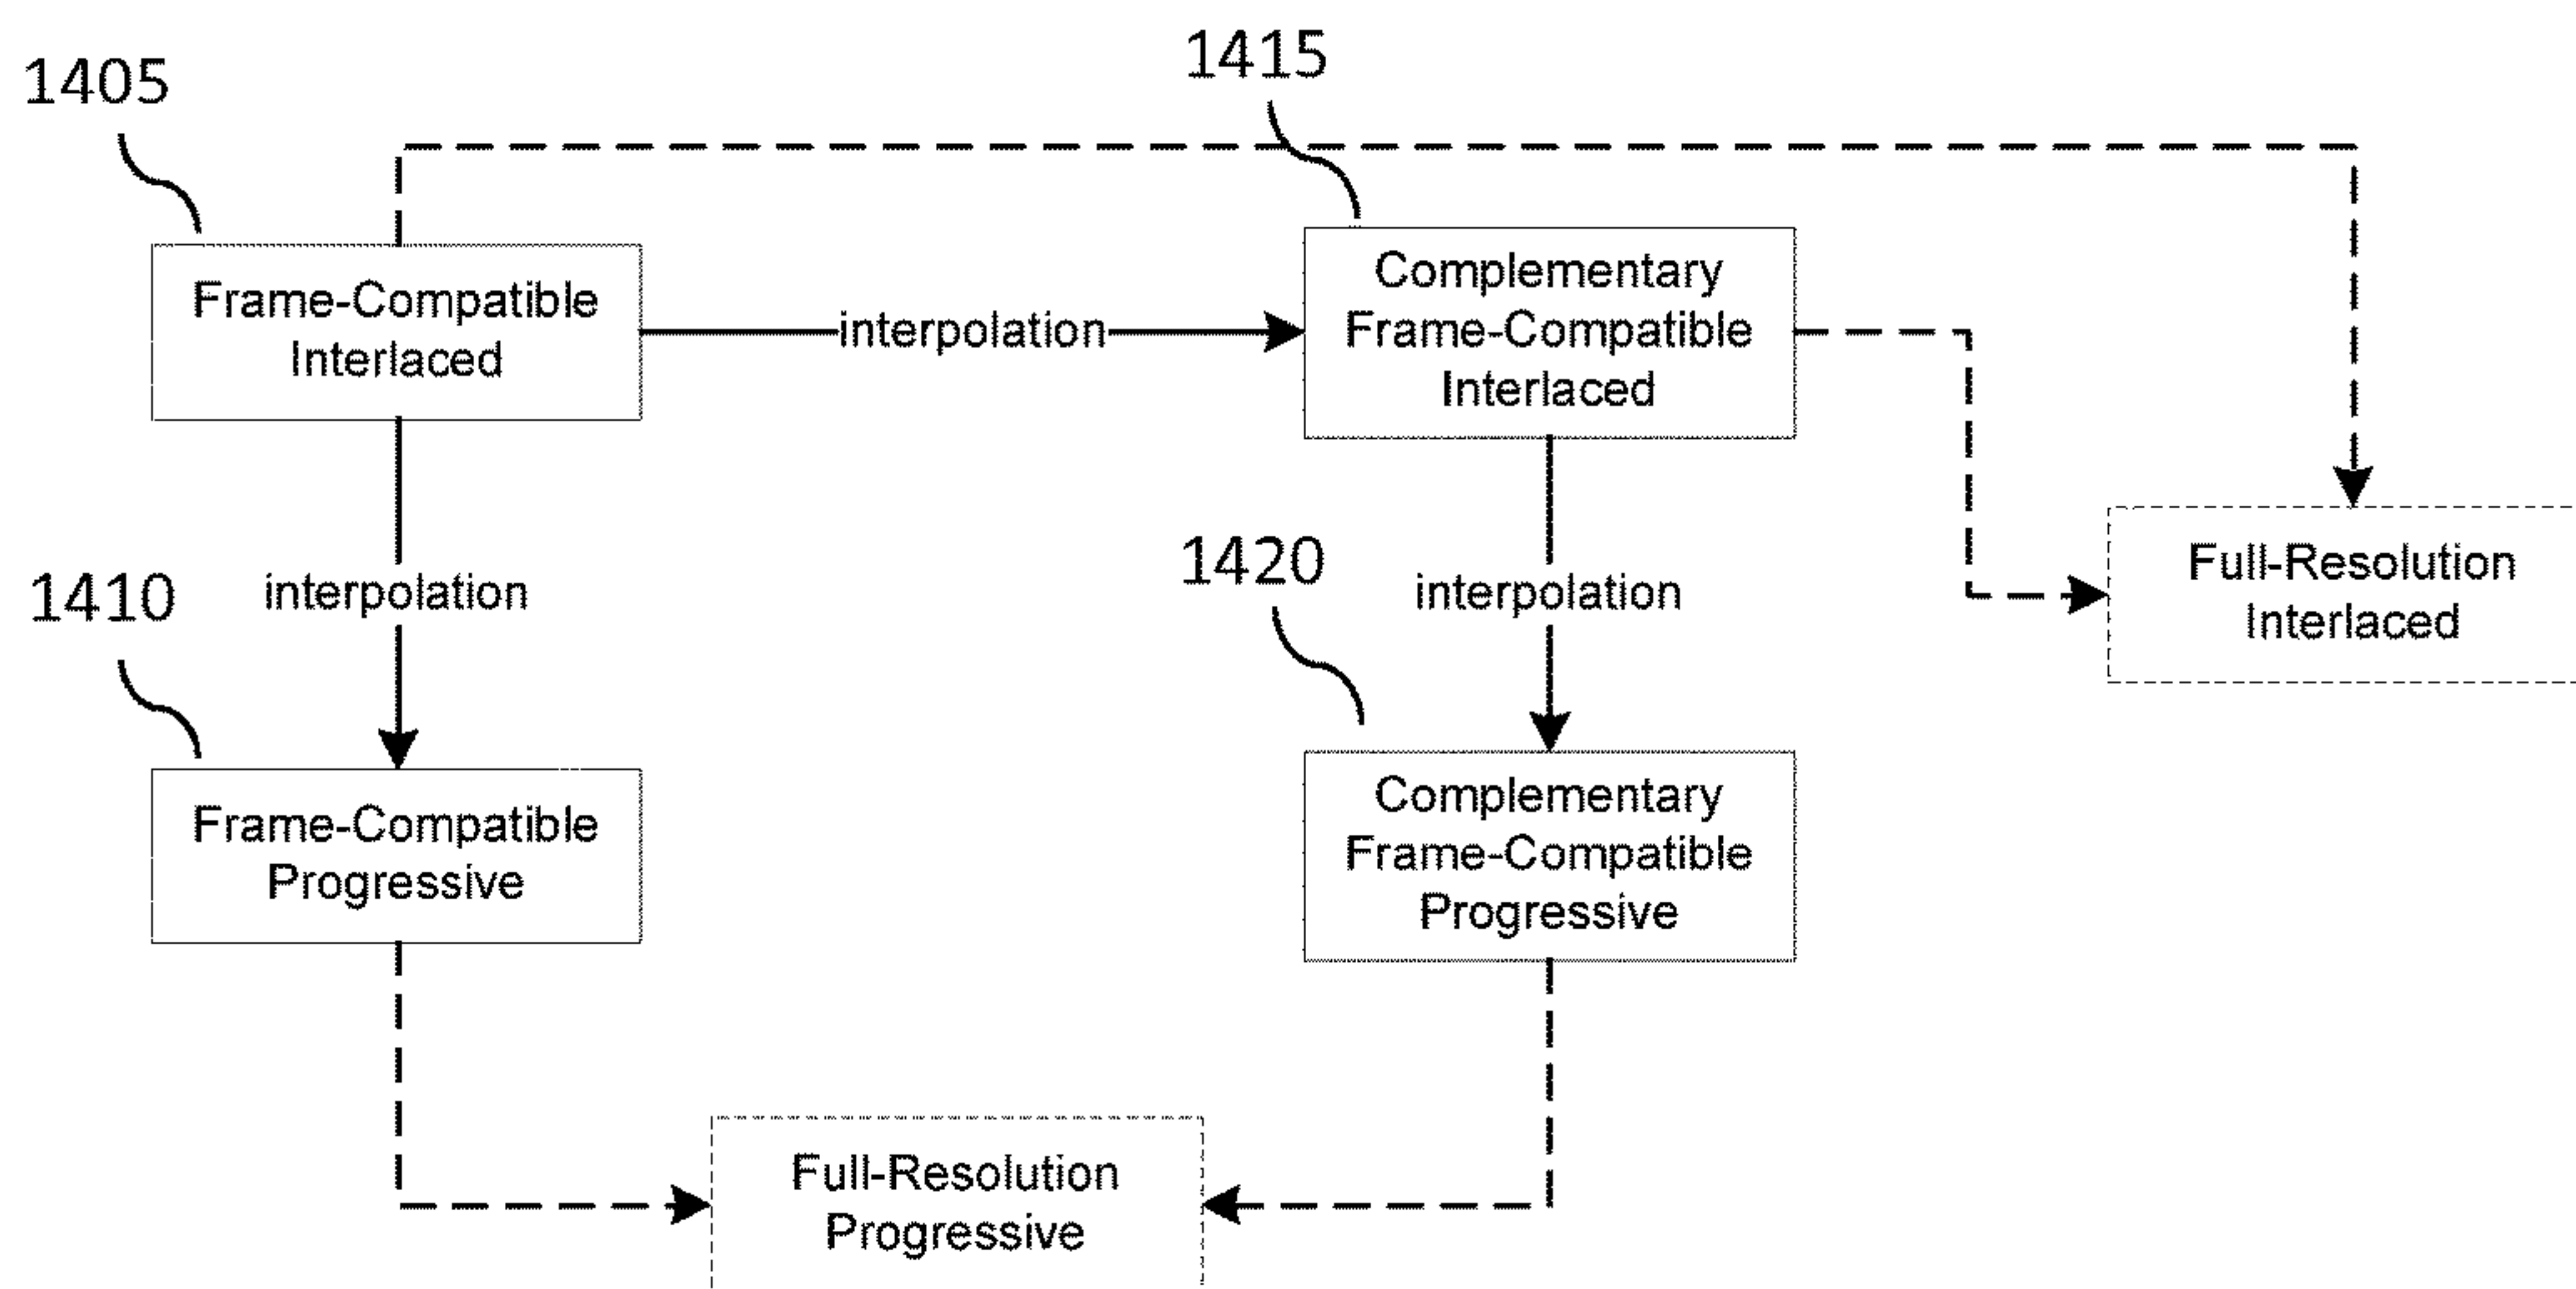 1405
1415
Frame-Compatible
Interlaced
interpolation
Complementary
Frame-Compatible
Interlaced
1410
interpolation
1420
interpolation
Full-Resolution
Interlaced
Frame-Compatible
Progressive
Complementary
Frame-Compatible
Progressive
Full-Resolution
Progressive